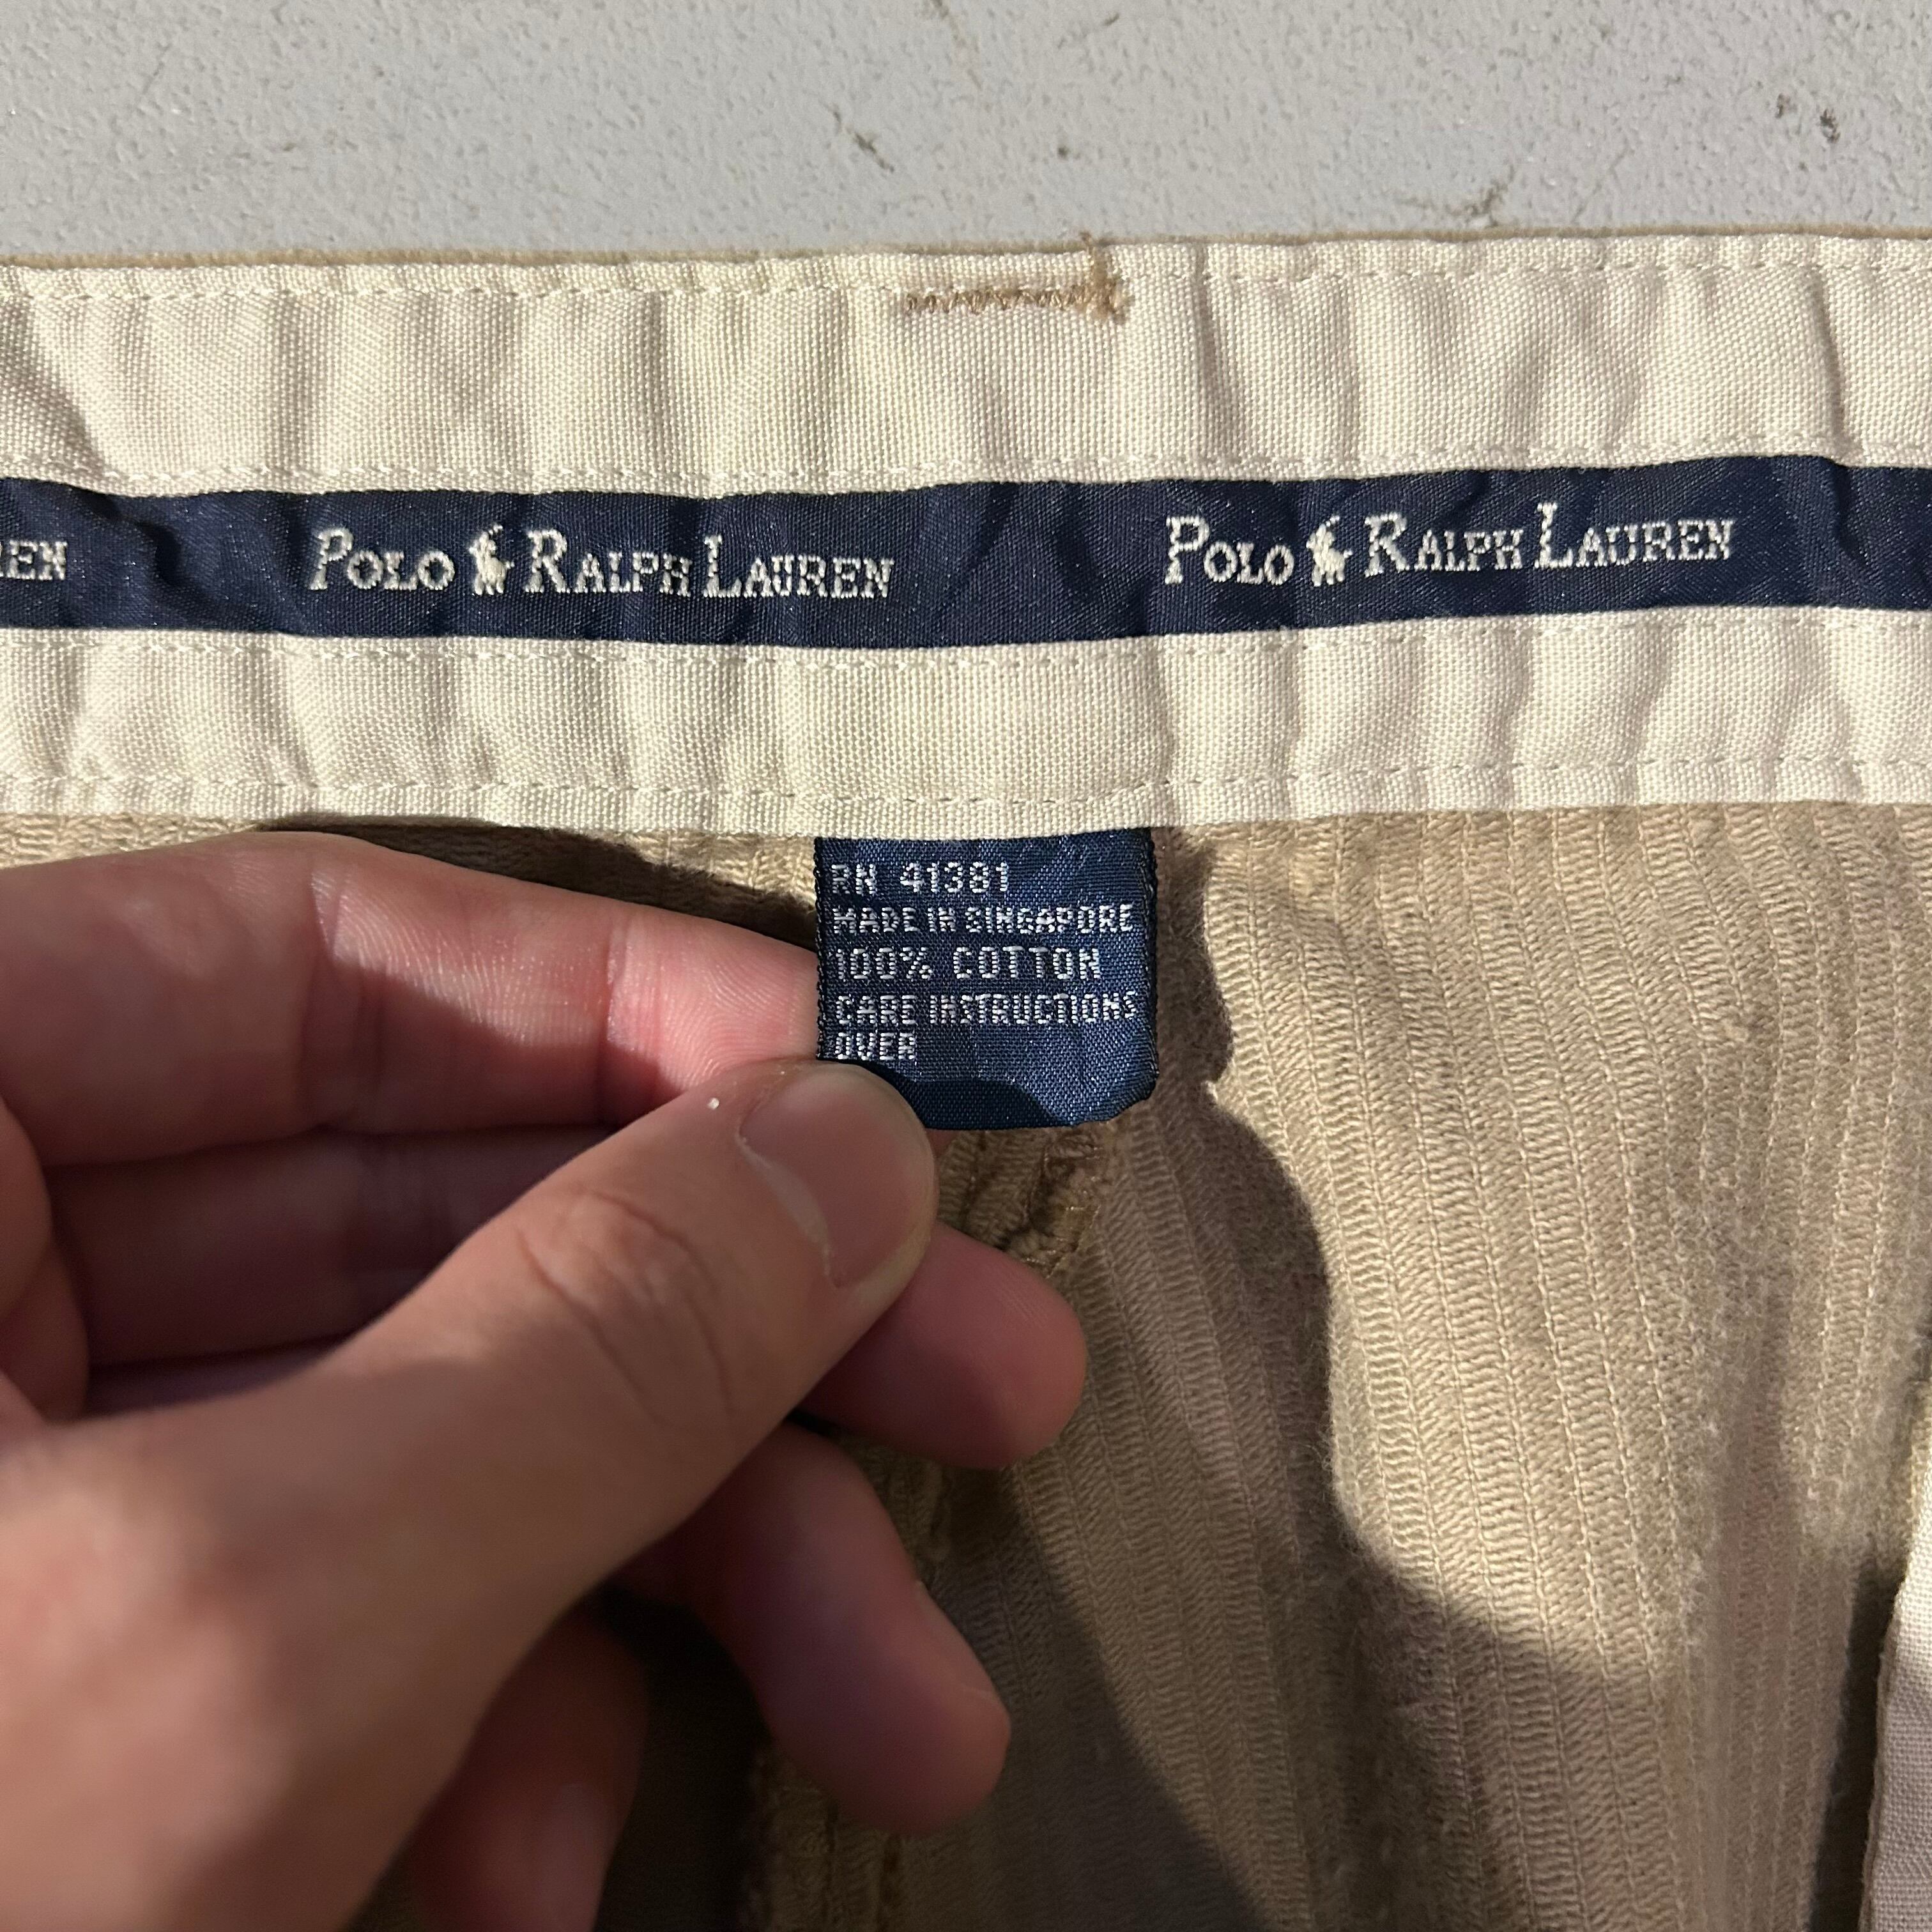 REN POLO RALPH LAUREN POLO RALPH LAUREN
RN 41381
MADE IN SINGAPORE
100% COTTON
CARE INSTRUCTIONS
OVER